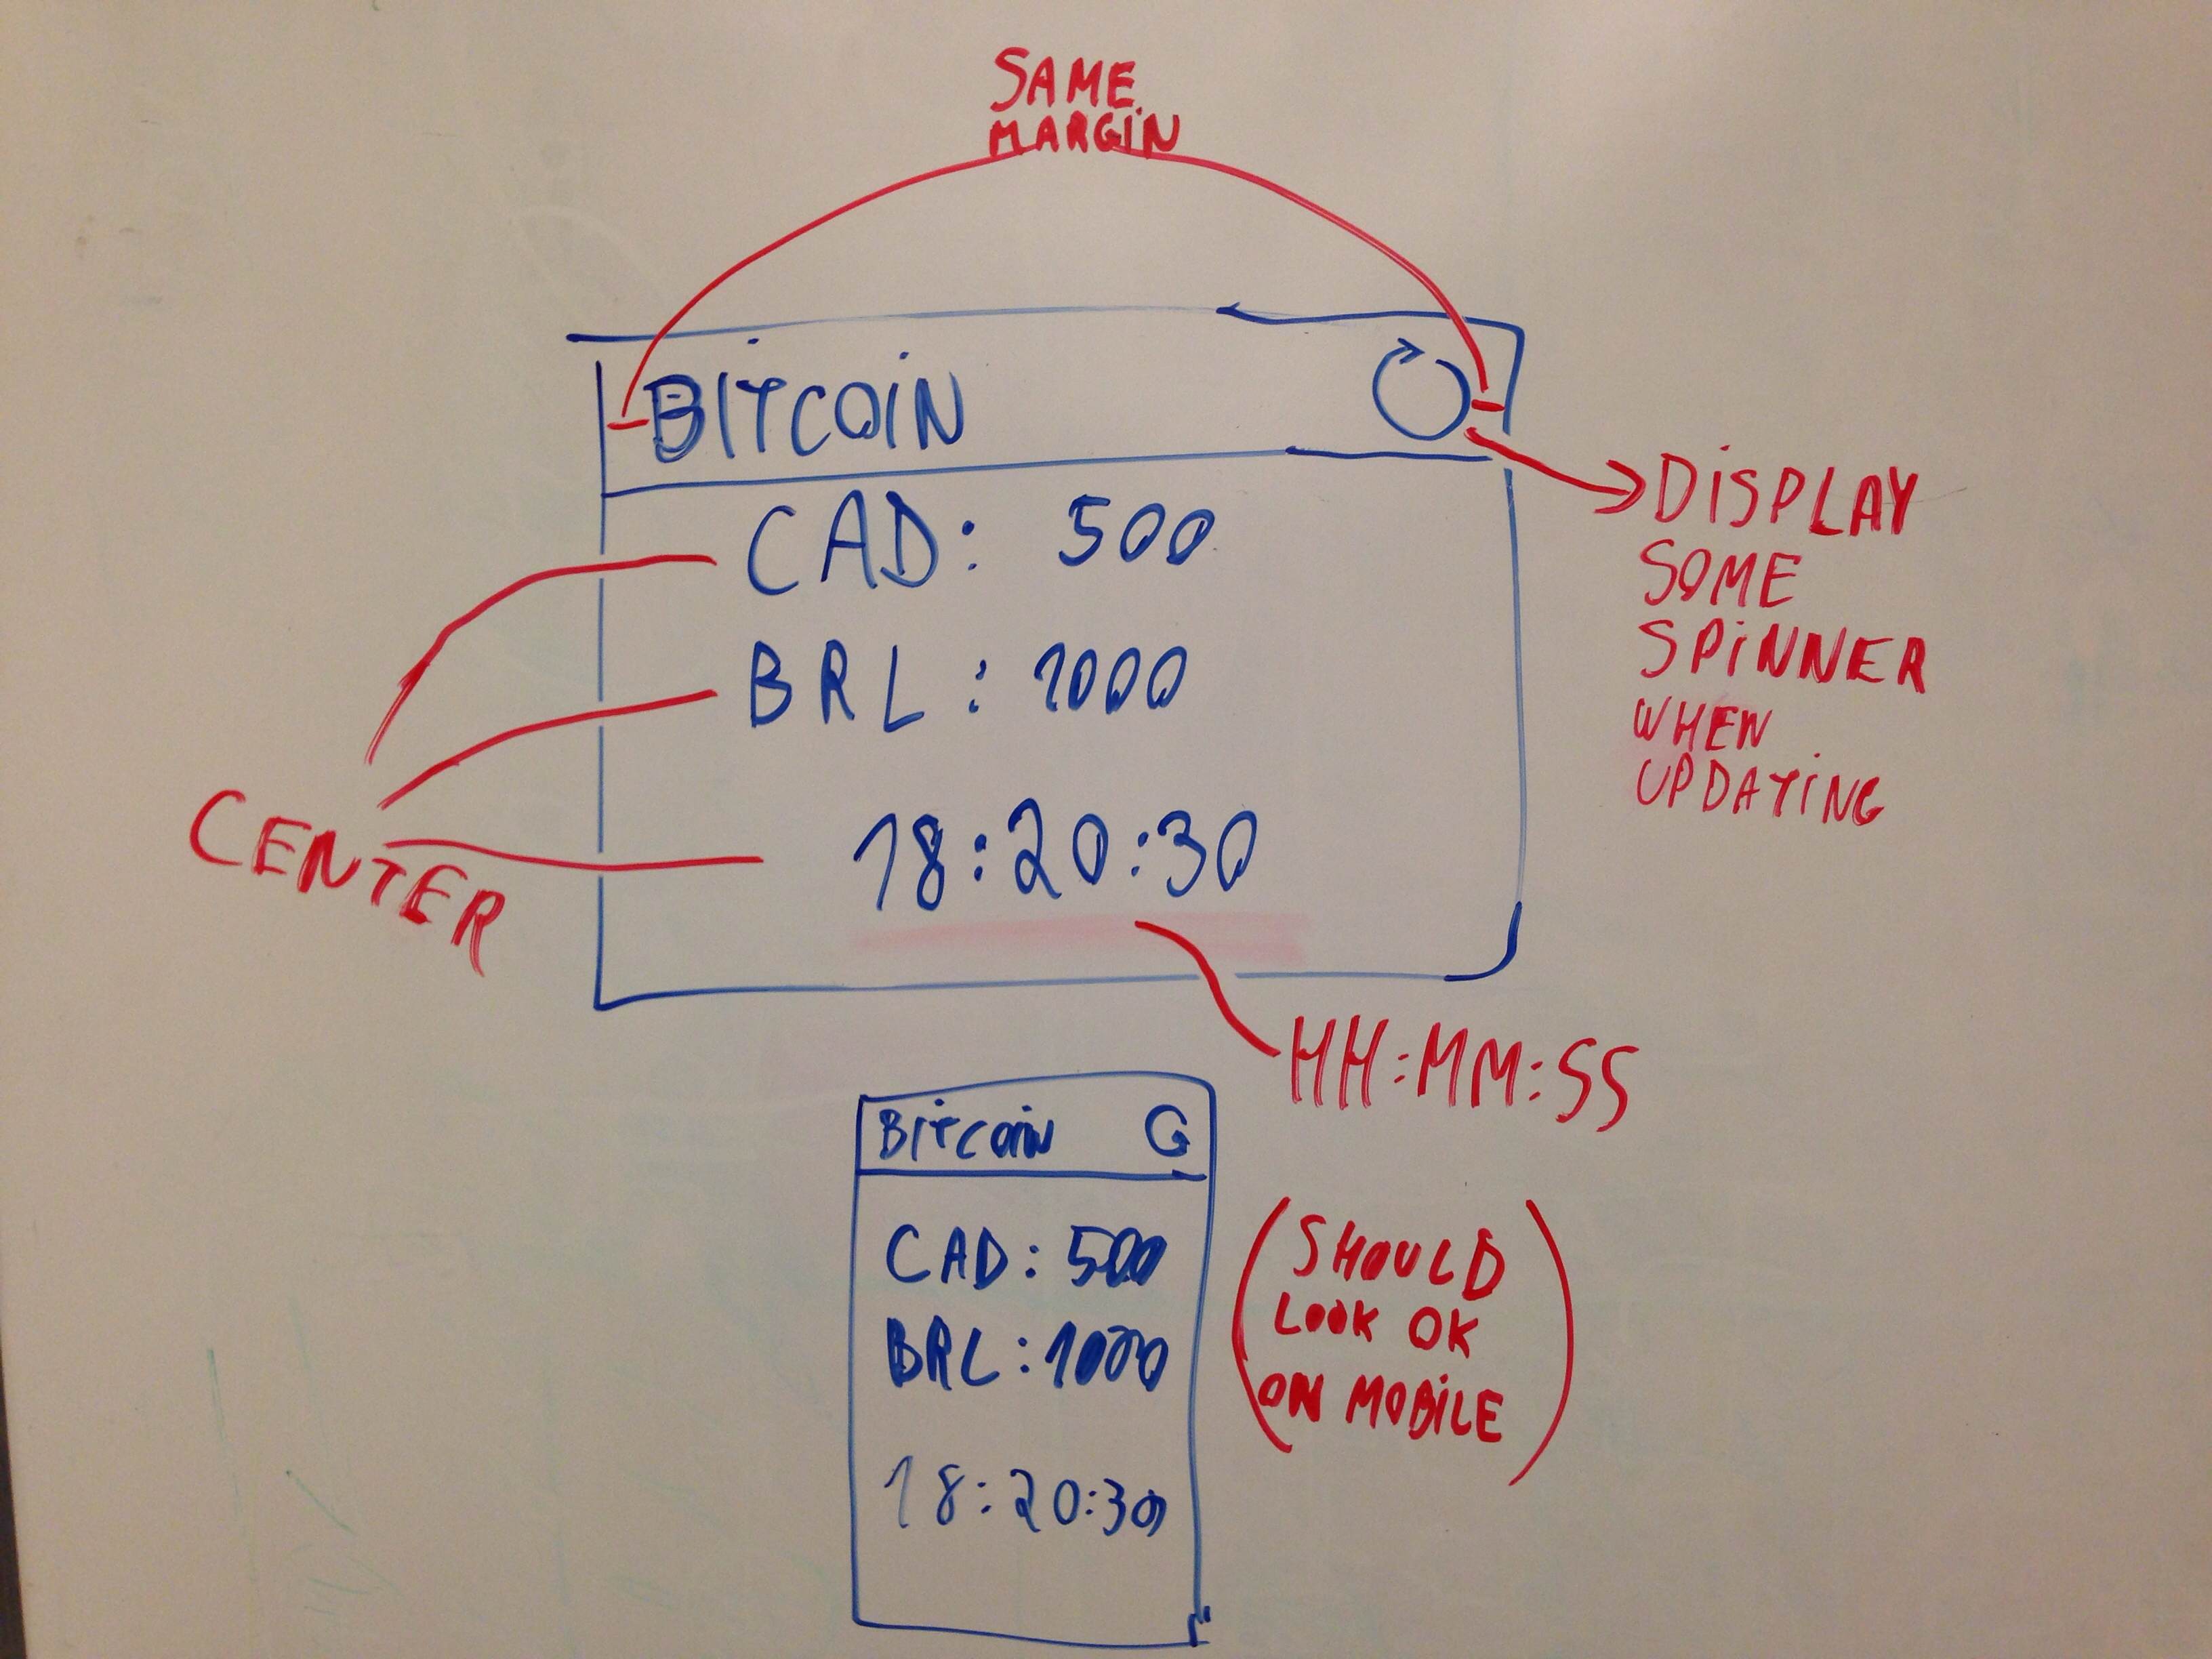 SAME
MARGIN
BITCOIN
CAD: 500
BRL: 1000
18:20:30
CENTER
DISPLAY
SOME
SPINNER
WHEN
UPDATING
HH:MM:SS
BITCOIN
CAD: 500
BRL: 1000
18:20:30
(SHOULD
LOOK OK
ON MOBILE)